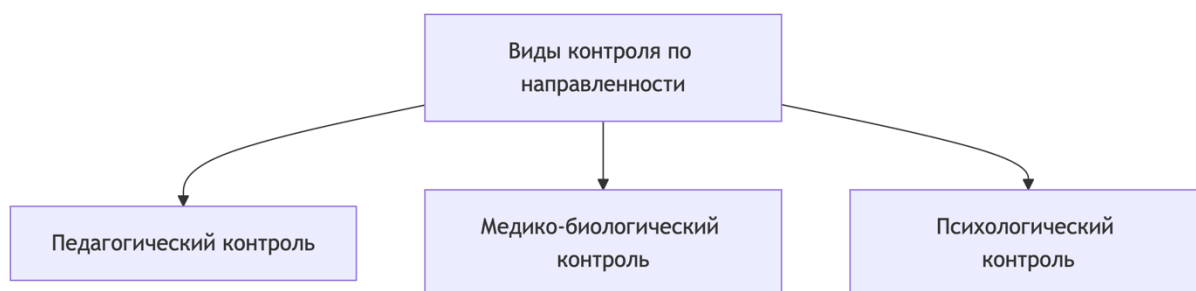 Виды контроля по
направленности
Педагогический контроль
Медико-биологический
контроль
Психологический
контроль